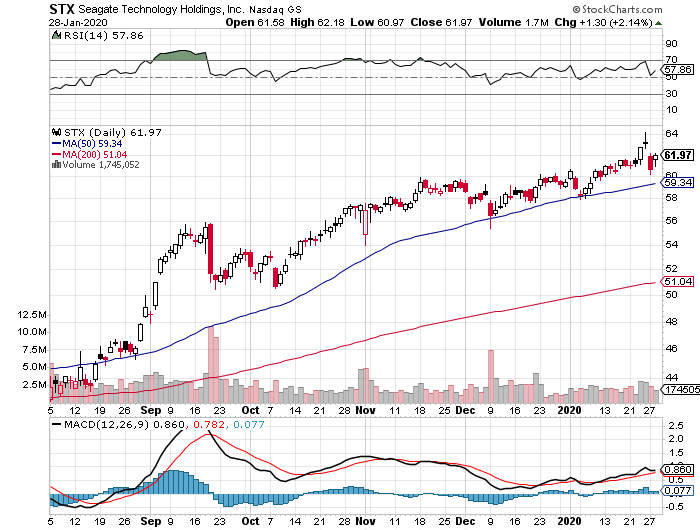 STX Seagate Technology Holdings, Inc. Nasdaq GS © StockCharts.com
28-Jan-2020 Open 61.58 High 62.18 Low 60.97 Close 61.97 Volume 1.7M Chg +1.30 (+2.14%)
RSI(14) 57.86
90
70
57.86
50
30
10
STX (Daily) 61.97
MA(50) 59.34
MA(200) 51.04
Volume 1,745,052
64
61.97
60
59.34
58
56
54
52
51.04
50
48
46
44
12.5M
10.0M
7.5M
5.0M
2.5M
174505
5 12 19 26 Sep 9 16 23 Oct 7 14 21 28 Nov 11 18 25 Dec 9 16 23 2020 13 21 27
MACD(12,26,9) 0.860, 0.782, 0.077
2.5
2.0
1.5
1.0
0.860
0.077
-0.5
5 12 19 26 Sep 9 16 23 Oct 7 14 21 28 Nov 11 18 25 Dec 9 16 23 2020 13 21 27